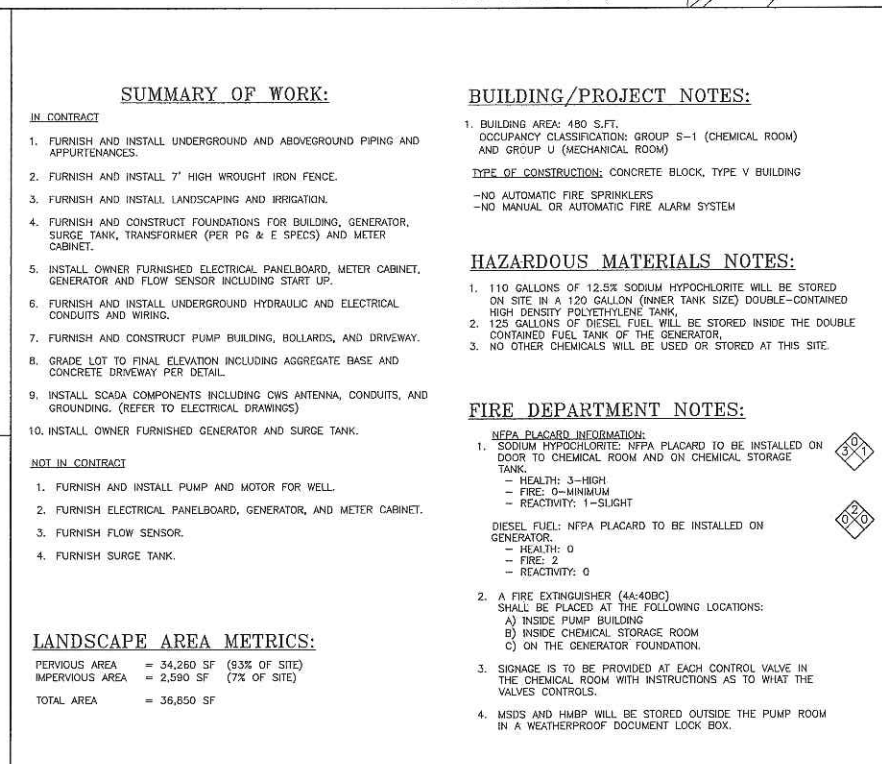 SUMMARY OF WORK:
IN CONTRACT
1. FURNISH AND INSTALL UNDERGROUND AND ABOVEGROUND PIPING AND
APPURTENANCES.
2. FURNISH AND INSTALL 7' HIGH WROUGHT IRON FENCE.
3. FURNISH AND INSTALL LANDSCAPING AND IRRIGATION.
4. FURNISH AND CONSTRUCT FOUNDATIONS FOR BUILDING, GENERATOR,
SURGE TANK, TRANSFORMER (PER PG & E SPECS) AND METER
CABINET.
5. INSTALL OWNER FURNISHED ELECTRICAL PANELBOARD, METER CABINET,
GENERATOR AND FLOW SENSOR INCLUDING START UP.
6. FURNISH AND INSTALL UNDERGROUND HYDRAULIC AND ELECTRICAL
CONDUITS AND WIRING.
7. FURNISH AND CONSTRUCT PUMP BUILDING, BOLLARDS, AND DRIVEWAY.
8. GRADE LOT TO FINAL ELEVATION INCLUDING AGGREGATE BASE AND
CONCRETE DRIVEWAY PER DETAIL.
9. INSTALL SCADA COMPONENTS INCLUDING CWS ANTENNA, CONDUITS, AND
GROUNDING. (REFER TO ELECTRICAL DRAWINGS)
10. INSTALL OWNER FURNISHED GENERATOR AND SURGE TANK.
NOT IN CONTRACT
1. FURNISH AND INSTALL PUMP AND MOTOR FOR WELL.
2. FURNISH ELECTRICAL PANELBOARD, GENERATOR, AND METER CABINET.
3. FURNISH FLOW SENSOR.
4. FURNISH SURGE TANK.
LANDSCAPE AREA METRICS:
PERVIOUS AREA = 34,260 SF (93% OF SITE)
IMPERVIOUS AREA = 2,590 SF (7% OF SITE)
TOTAL AREA = 36,850 SF
BUILDING/PROJECT NOTES:
1. BUILDING AREA: 480 S.FT.
OCCUPANCY CLASSIFICATION: GROUP S-1 (CHEMICAL ROOM)
AND GROUP U (MECHANICAL ROOM)
TYPE OF CONSTRUCTION: CONCRETE BLOCK, TYPE V BUILDING
-NO AUTOMATIC FIRE SPRINKLERS
-NO MANUAL OR AUTOMATIC FIRE ALARM SYSTEM
HAZARDOUS MATERIALS NOTES:
1. 110 GALLONS OF 12.5% SODIUM HYPOCHLORITE WILL BE STORED
ON SITE IN A 120 GALLON (INNER TANK SIZE) DOUBLE-CONTAINED
HIGH DENSITY POLYETHYLENE TANK,
2. 125 GALLONS OF DIESEL FUEL WILL BE STORED INSIDE THE DOUBLE
CONTAINED FUEL TANK OF THE GENERATOR,
3. NO OTHER CHEMICALS WILL BE USED OR STORED AT THIS SITE.
FIRE DEPARTMENT NOTES:
NFPA PLACARD INFORMATION:
1. SODIUM HYPOCHLORITE: NFPA PLACARD TO BE INSTALLED ON
DOOR TO CHEMICAL ROOM AND ON CHEMICAL STORAGE
TANK.
- HEALTH: 3-HIGH
- FIRE: 0-MINIMUM
- REACTIVITY: 1-SLIGHT
0
3 1
DIESEL FUEL: NFPA PLACARD TO BE INSTALLED ON
GENERATOR.
- HEALTH: 0
- FIRE: 2
- REACTIVITY: 0
2
0 0
2. A FIRE EXTINGUISHER (4A:40BC)
SHALL BE PLACED AT THE FOLLOWING LOCATIONS:
A) INSIDE PUMP BUILDING
B) INSIDE CHEMICAL STORAGE ROOM
C) ON THE GENERATOR FOUNDATION.
3. SIGNAGE IS TO BE PROVIDED AT EACH CONTROL VALVE IN
THE CHEMICAL ROOM WITH INSTRUCTIONS AS TO WHAT THE
VALVES CONTROLS.
4. MSDS AND HMBP WILL BE STORED OUTSIDE THE PUMP ROOM
IN A WEATHERPROOF DOCUMENT LOCK BOX.